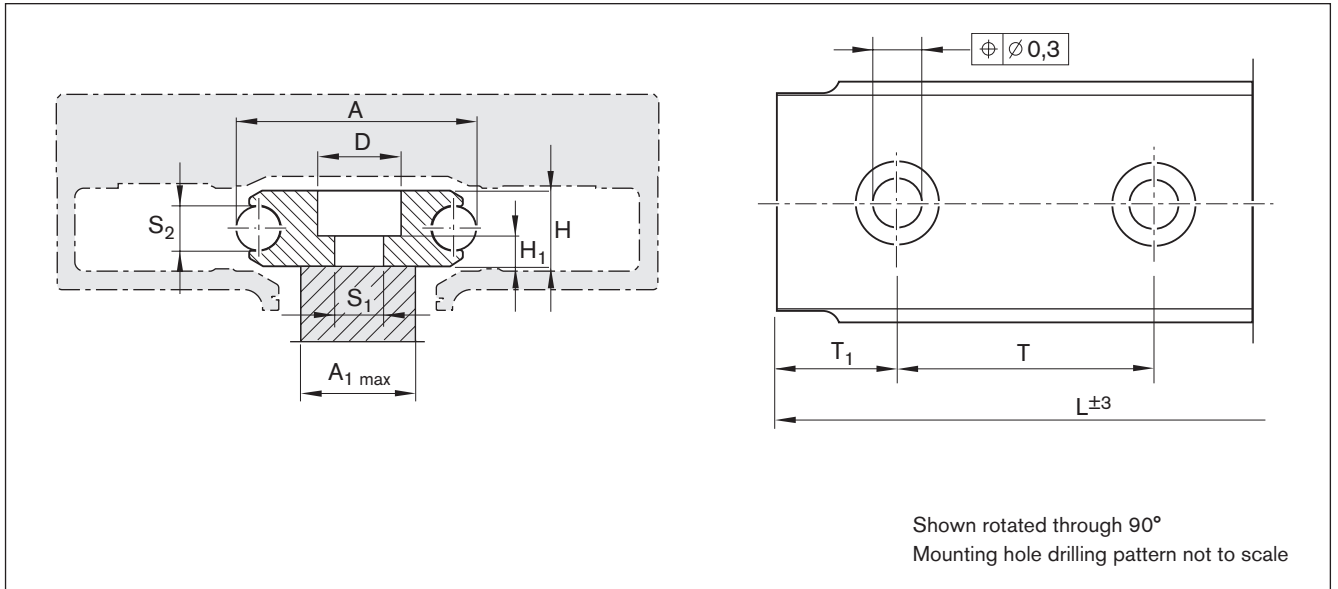 A
D
S₂
H
H₁
S₁
A₁ max
⌖ ∅ 0,3
T₁
T
L±3
Shown rotated through 90°
Mounting hole drilling pattern not to scale